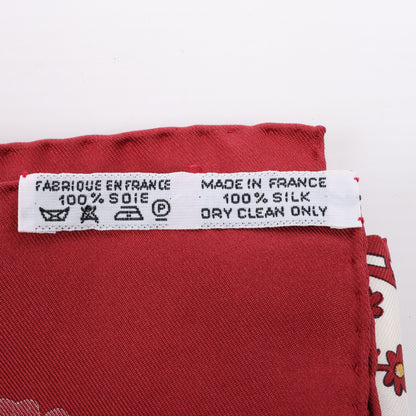 FABRIQUE EN FRANCE
100% SOIE
P
MADE IN FRANCE
100% SILK
DRY CLEAN ONLY